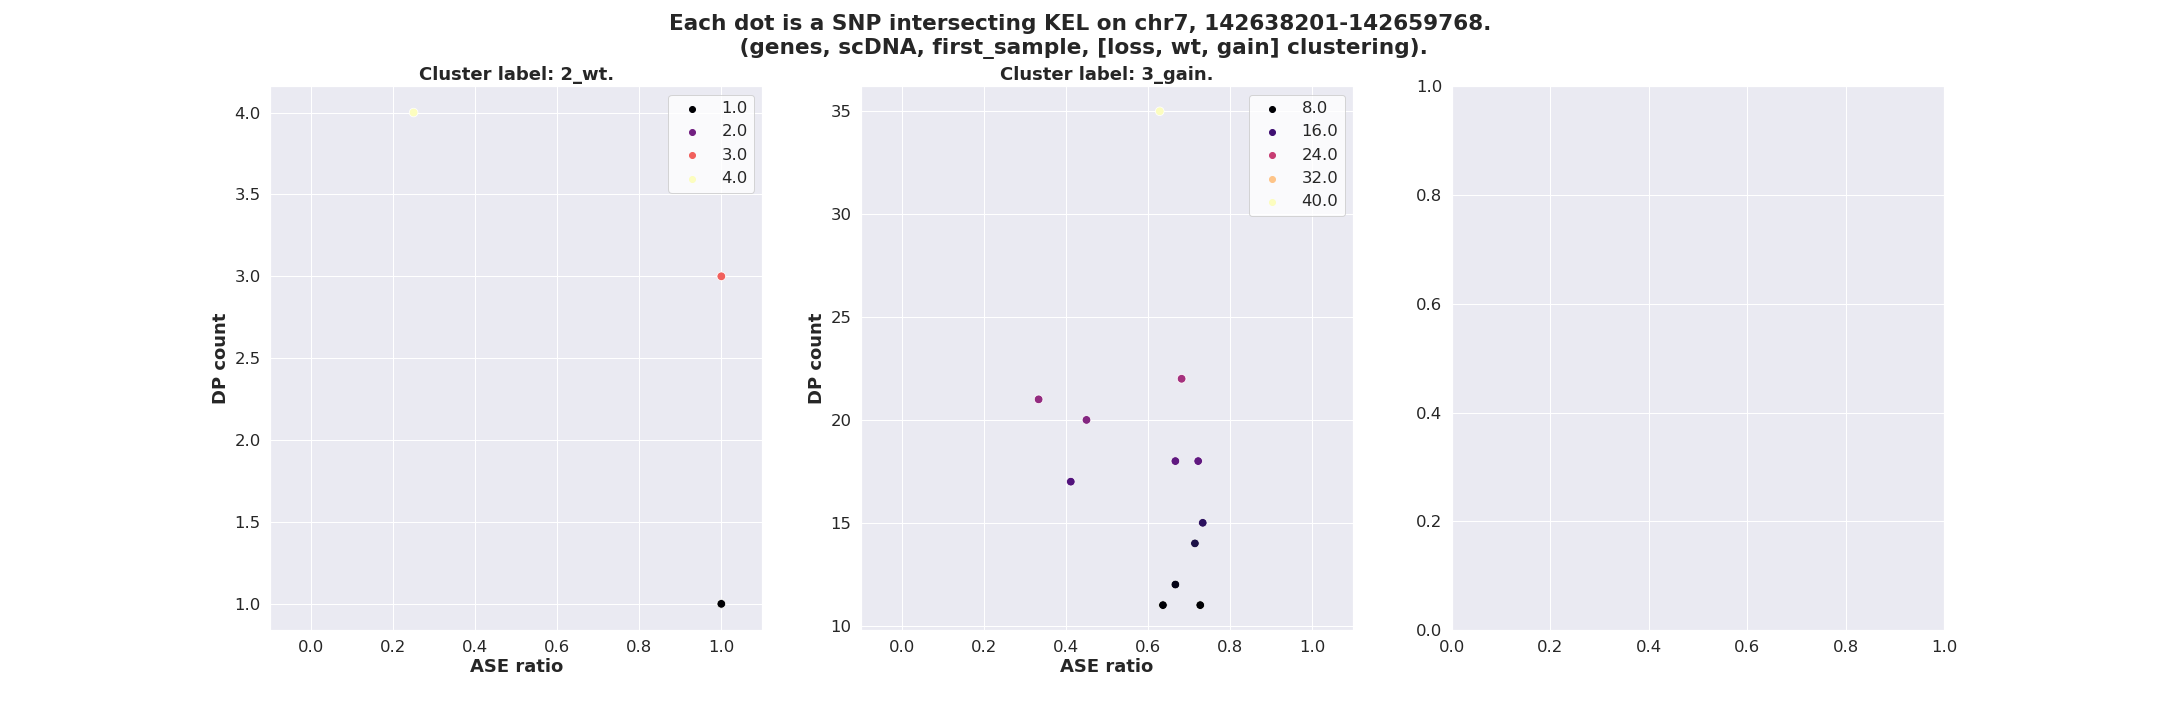 Each dot is a SNP intersecting KEL on chr7, 142638201-142659768.
(genes, scDNA, first_sample, [loss, wt, gain] clustering).
Cluster label: 2_wt.
4.0
3.5
3.0
2.5
2.0
1.5
1.0
DP count
1.0
2.0
3.0
4.0
0.0 0.2 0.4 0.6 0.8 1.0
ASE ratio
Cluster label: 3_gain.
35
30
25
20
15
10
DP count
8.0
16.0
24.0
32.0
40.0
0.0 0.2 0.4 0.6 0.8 1.0
ASE ratio
1.0
0.8
0.6
0.4
0.2
0.0
0.0 0.2 0.4 0.6 0.8 1.0